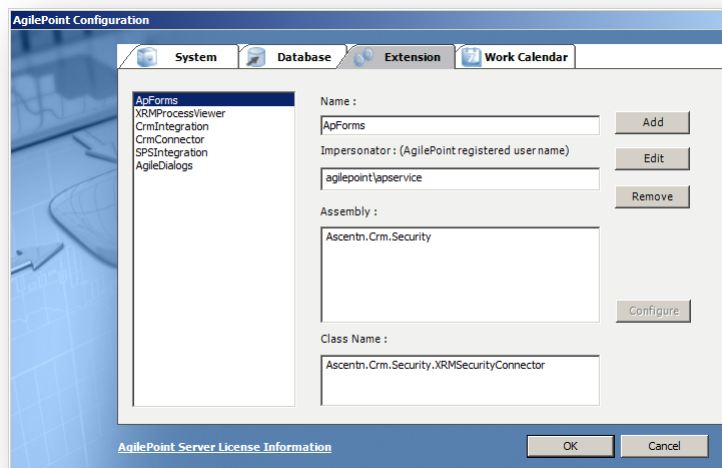 AgilePoint Configuration
System
Database
Extension
Work Calendar
ApForms
XRMProcessViewer
CrmIntegration
CrmConnector
SPSIntegration
AgileDialogs
Name :
ApForms
Add
Impersonator : (AgilePoint registered user name)
Edit
agilepoint\apservice
Remove
Assembly :
Ascentn.Crm.Security
Configure
Class Name :
Ascentn.Crm.Security.XRMSecurityConnector
AgilePoint Server License Information
OK
Cancel